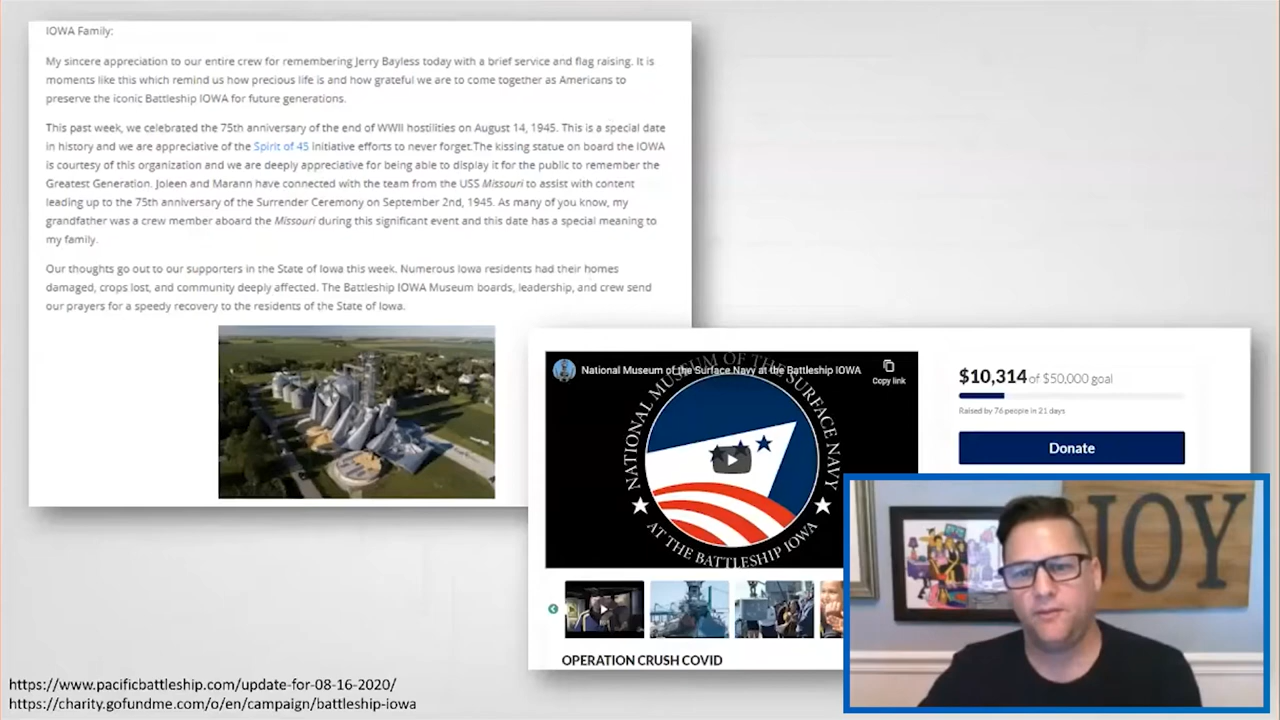 IOWA Family:
My sincere appreciation to our entire crew for remembering Jerry Bayless today with a brief service and flag raising. It is
moments like this which remind us how precious life is and how grateful we are to come together as Americans to
preserve the iconic Battleship IOWA for future generations.
This past week, we celebrated the 75th anniversary of the end of WWII hostilities on August 14, 1945. This is a special date
in history and we are appreciative of the Spirit of 45 initiative efforts to never forget.The kissing statue on board the IOWA
is courtesy of this organization and we are deeply appreciative for being able to display it for the public to remember the
Greatest Generation. Joleen and Marann have connected with the team from the USS Missouri to assist with content
leading up to the 75th anniversary of the Surrender Ceremony on September 2nd, 1945. As many of you know, my
grandfather was a crew member aboard the Missouri during this significant event and this date has a special meaning to
my family.
Our thoughts go out to our supporters in the State of Iowa this week. Numerous Iowa residents had their homes
damaged, crops lost, and community deeply affected. The Battleship IOWA Museum boards, leadership, and crew send
our prayers for a speedy recovery to the residents of the State of Iowa.
National Museum of the Surface Navy at the Battleship IOWA
Copy link
NATIONAL MUSEUM OF THE SURFACE NAVY
AT THE BATTLESHIP IOWA
$10,314 of $50,000 goal
Raised by 76 people in 21 days
Donate
OPERATION CRUSH COVID
JOY
https://www.pacificbattleship.com/update-for-08-16-2020/
https://charity.gofundme.com/o/en/campaign/battleship-iowa